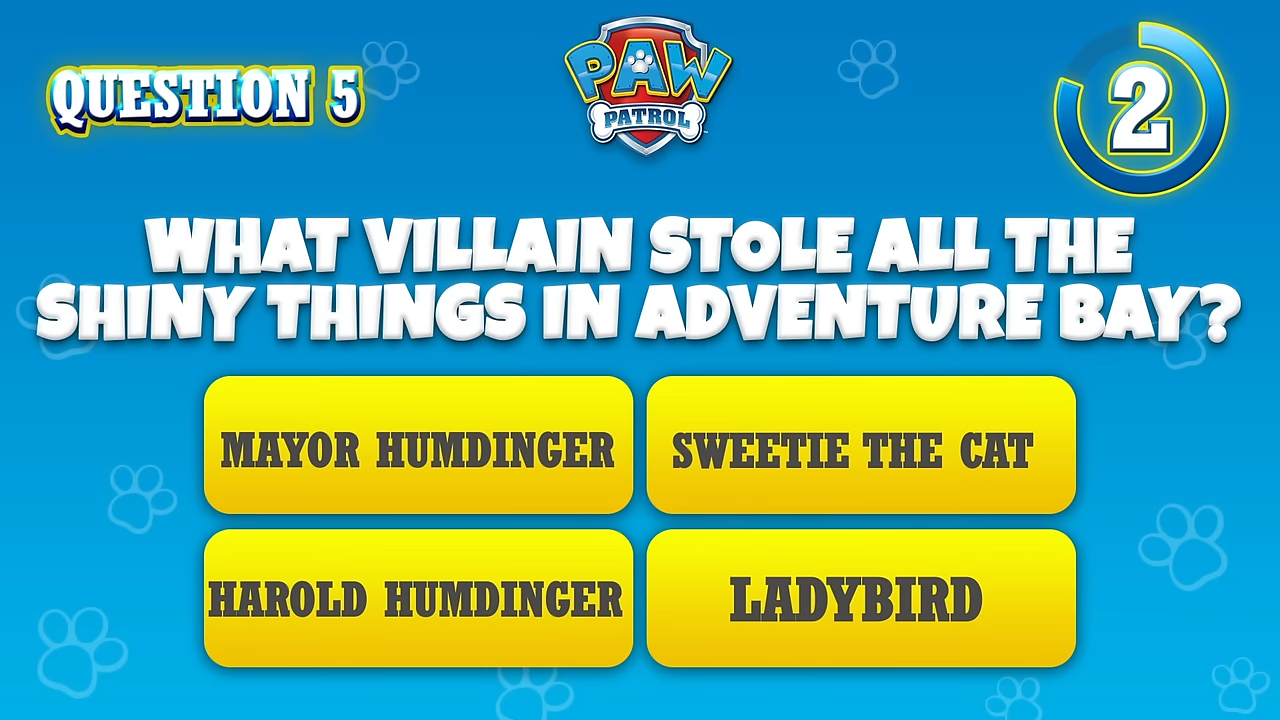 QUESTION 5
PAW
PATROL
2
WHAT VILLAIN STOLE ALL THE
SHINY THINGS IN ADVENTURE BAY?
MAYOR HUMDINGER
SWEETIE THE CAT
HAROLD HUMDINGER
LADYBIRD